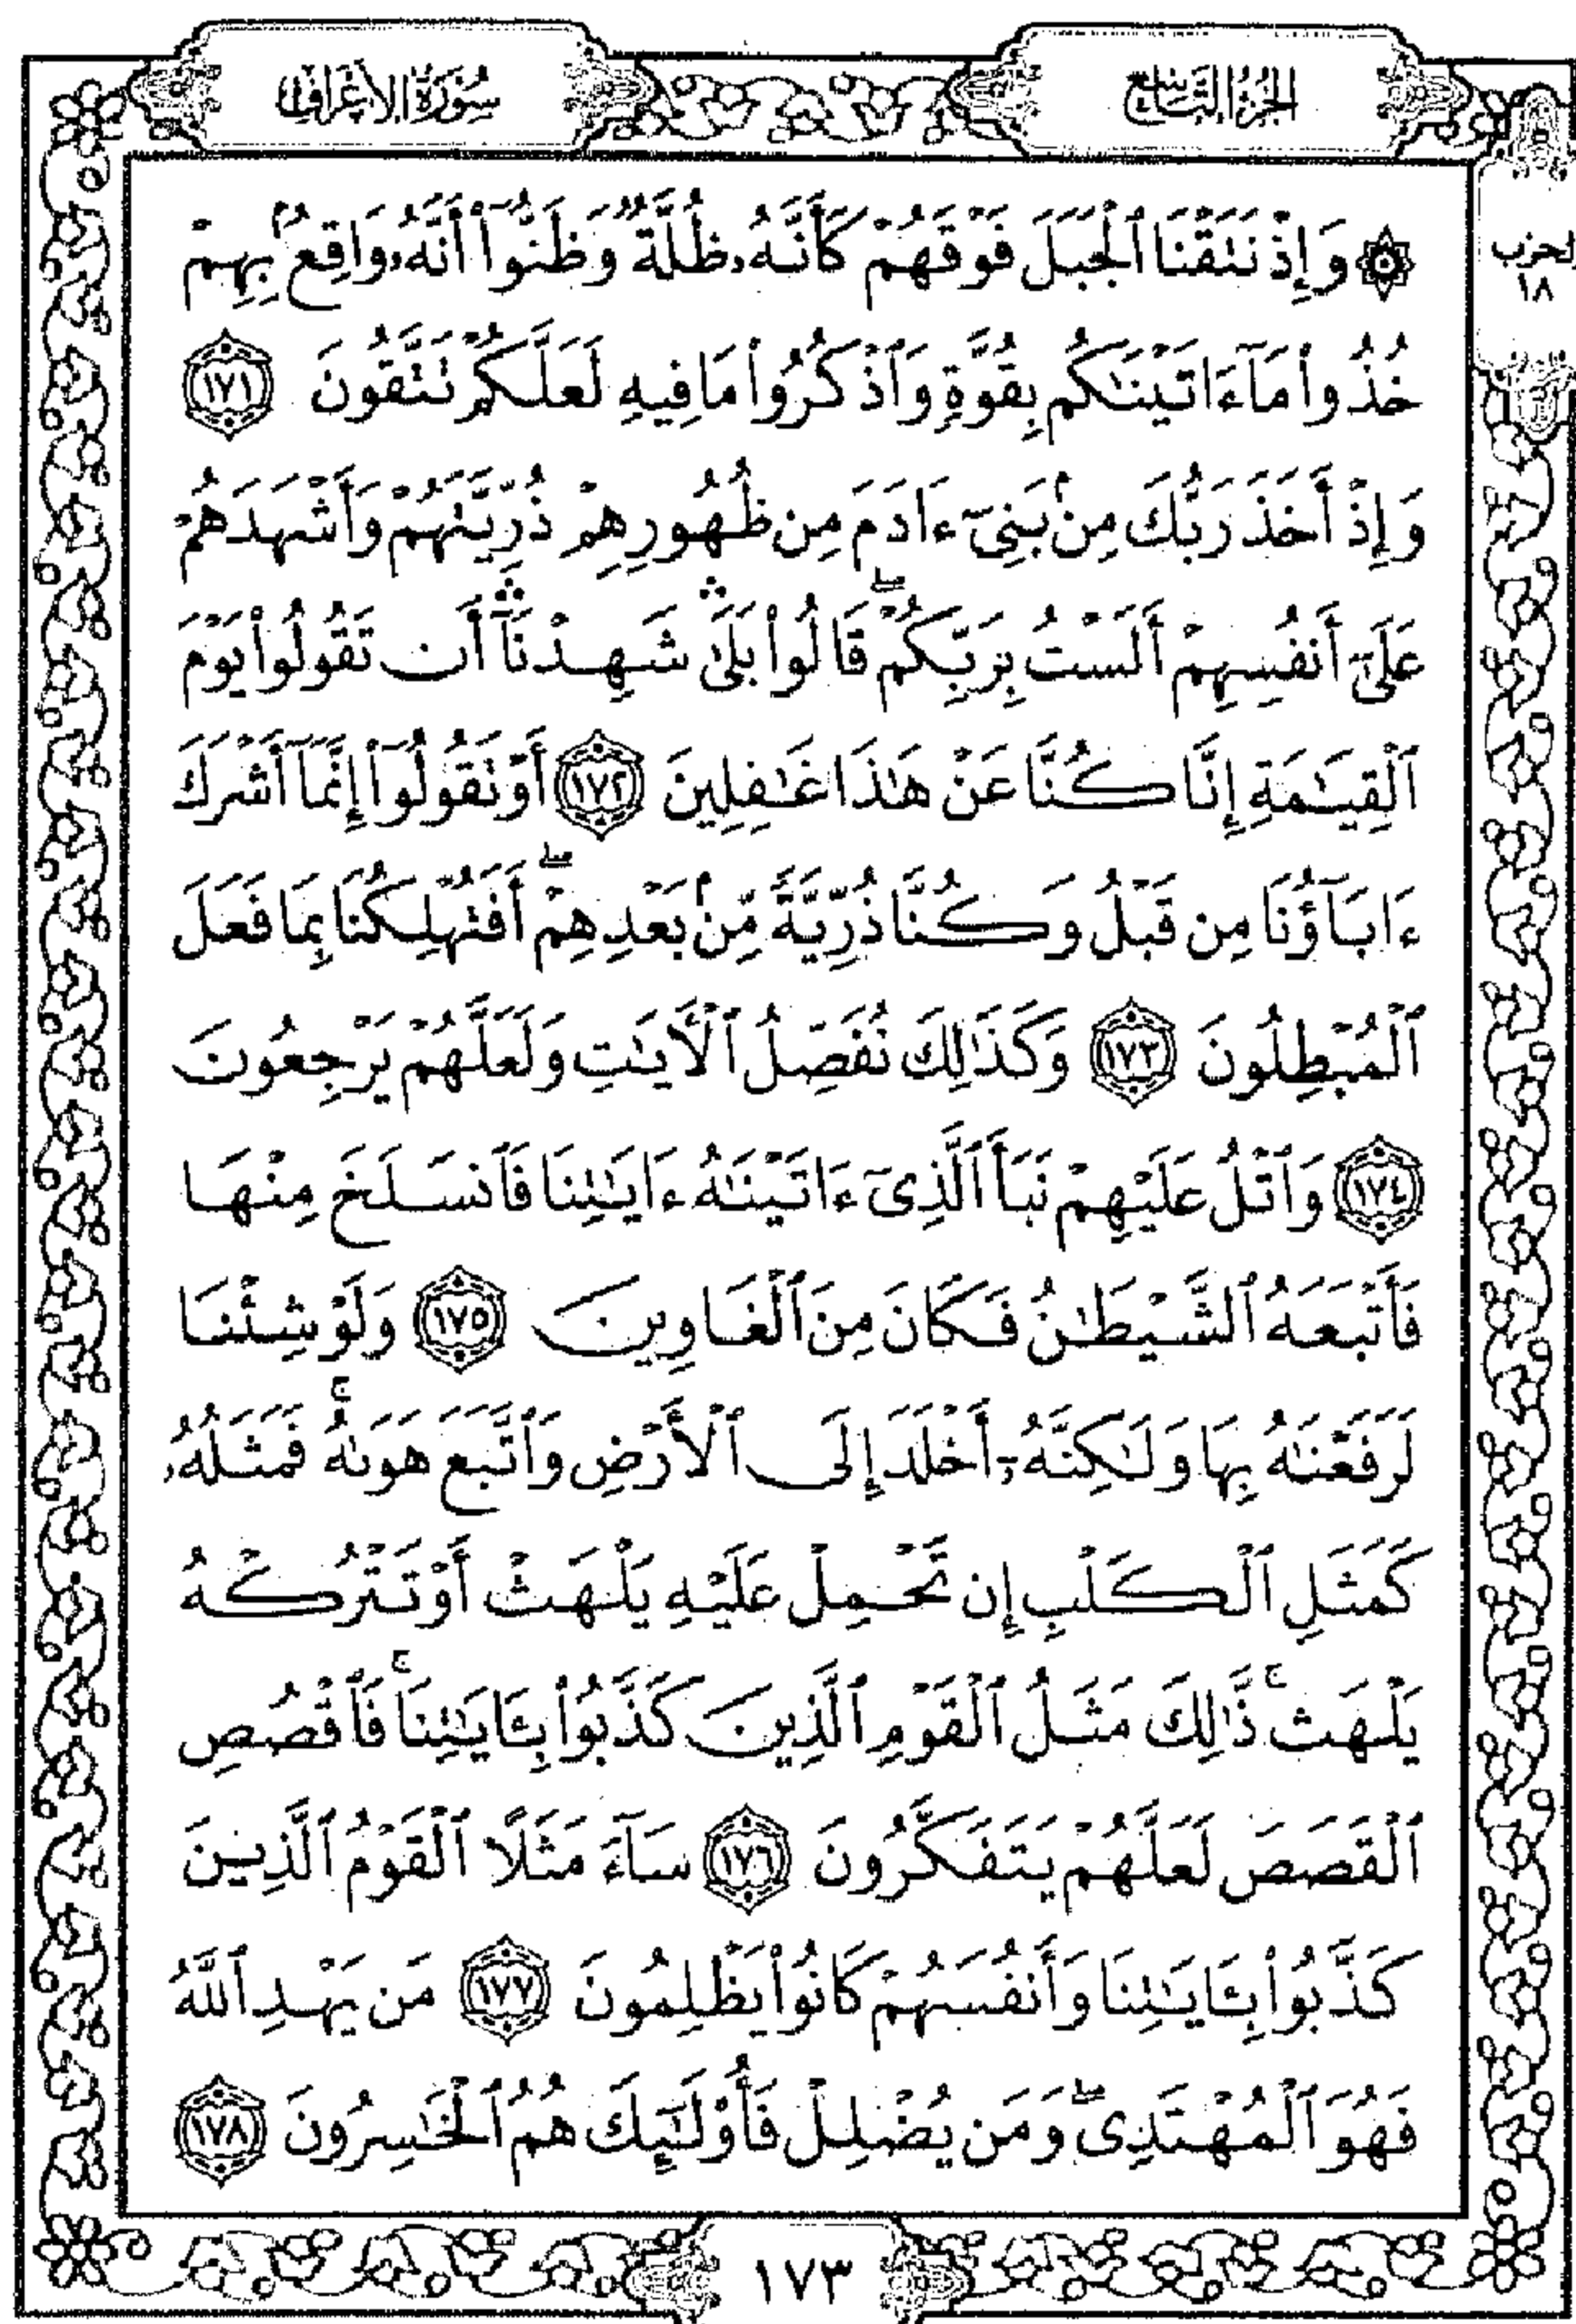 الجزء التاسع
سورة الأعراف
الحزب
١٨
۞ وَإِذْ نَتَقْنَا ٱلْجَبَلَ فَوْقَهُمْ كَأَنَّهُۥ ظُلَّةٌ وَظَنُّوٓا۟ أَنَّهُۥ وَاقِعٌۢ بِهِمْ
خُذُوا۟ مَآ ءَاتَيْنَٰكُم بِقُوَّةٍ وَٱذْكُرُوا۟ مَا فِيهِ لَعَلَّكُمْ تَتَّقُونَ ١٧١
وَإِذْ أَخَذَ رَبُّكَ مِنۢ بَنِىٓ ءَادَمَ مِن ظُهُورِهِمْ ذُرِّيَّتَهُمْ وَأَشْهَدَهُمْ
عَلَىٰٓ أَنفُسِهِمْ أَلَسْتُ بِرَبِّكُمْ ۖ قَالُوا۟ بَلَىٰ ۛ شَهِدْنَآ ۛ أَن تَقُولُوا۟ يَوْمَ
ٱلْقِيَٰمَةِ إِنَّا كُنَّا عَنْ هَٰذَا غَٰفِلِينَ ١٧٢ أَوْ تَقُولُوٓا۟ إِنَّمَآ أَشْرَكَ
ءَابَآؤُنَا مِن قَبْلُ وَكُنَّا ذُرِّيَّةً مِّنۢ بَعْدِهِمْ ۖ أَفَتُهْلِكُنَا بِمَا فَعَلَ
ٱلْمُبْطِلُونَ ١٧٣ وَكَذَٰلِكَ نُفَصِّلُ ٱلْءَايَٰتِ وَلَعَلَّهُمْ يَرْجِعُونَ
١٧٤ وَٱتْلُ عَلَيْهِمْ نَبَأَ ٱلَّذِىٓ ءَاتَيْنَٰهُ ءَايَٰتِنَا فَٱنسَلَخَ مِنْهَا
فَأَتْبَعَهُ ٱلشَّيْطَٰنُ فَكَانَ مِنَ ٱلْغَاوِينَ ١٧٥ وَلَوْ شِئْنَا
لَرَفَعْنَٰهُ بِهَا وَلَٰكِنَّهُۥٓ أَخْلَدَ إِلَى ٱلْأَرْضِ وَٱتَّبَعَ هَوَىٰهُ ۚ فَمَثَلُهُۥ
كَمَثَلِ ٱلْكَلْبِ إِن تَحْمِلْ عَلَيْهِ يَلْهَثْ أَوْ تَتْرُكْهُ
يَلْهَث ۚ ذَّٰلِكَ مَثَلُ ٱلْقَوْمِ ٱلَّذِينَ كَذَّبُوا۟ بِـَٔايَٰتِنَا ۚ فَٱقْصُصِ
ٱلْقَصَصَ لَعَلَّهُمْ يَتَفَكَّرُونَ ١٧٦ سَآءَ مَثَلًا ٱلْقَوْمُ ٱلَّذِينَ
كَذَّبُوا۟ بِـَٔايَٰتِنَا وَأَنفُسَهُمْ كَانُوا۟ يَظْلِمُونَ ١٧٧ مَن يَهْدِ ٱللَّهُ
فَهُوَ ٱلْمُهْتَدِى ۖ وَمَن يُضْلِلْ فَأُو۟لَٰٓئِكَ هُمُ ٱلْخَٰسِرُونَ ١٧٨
١٧٣